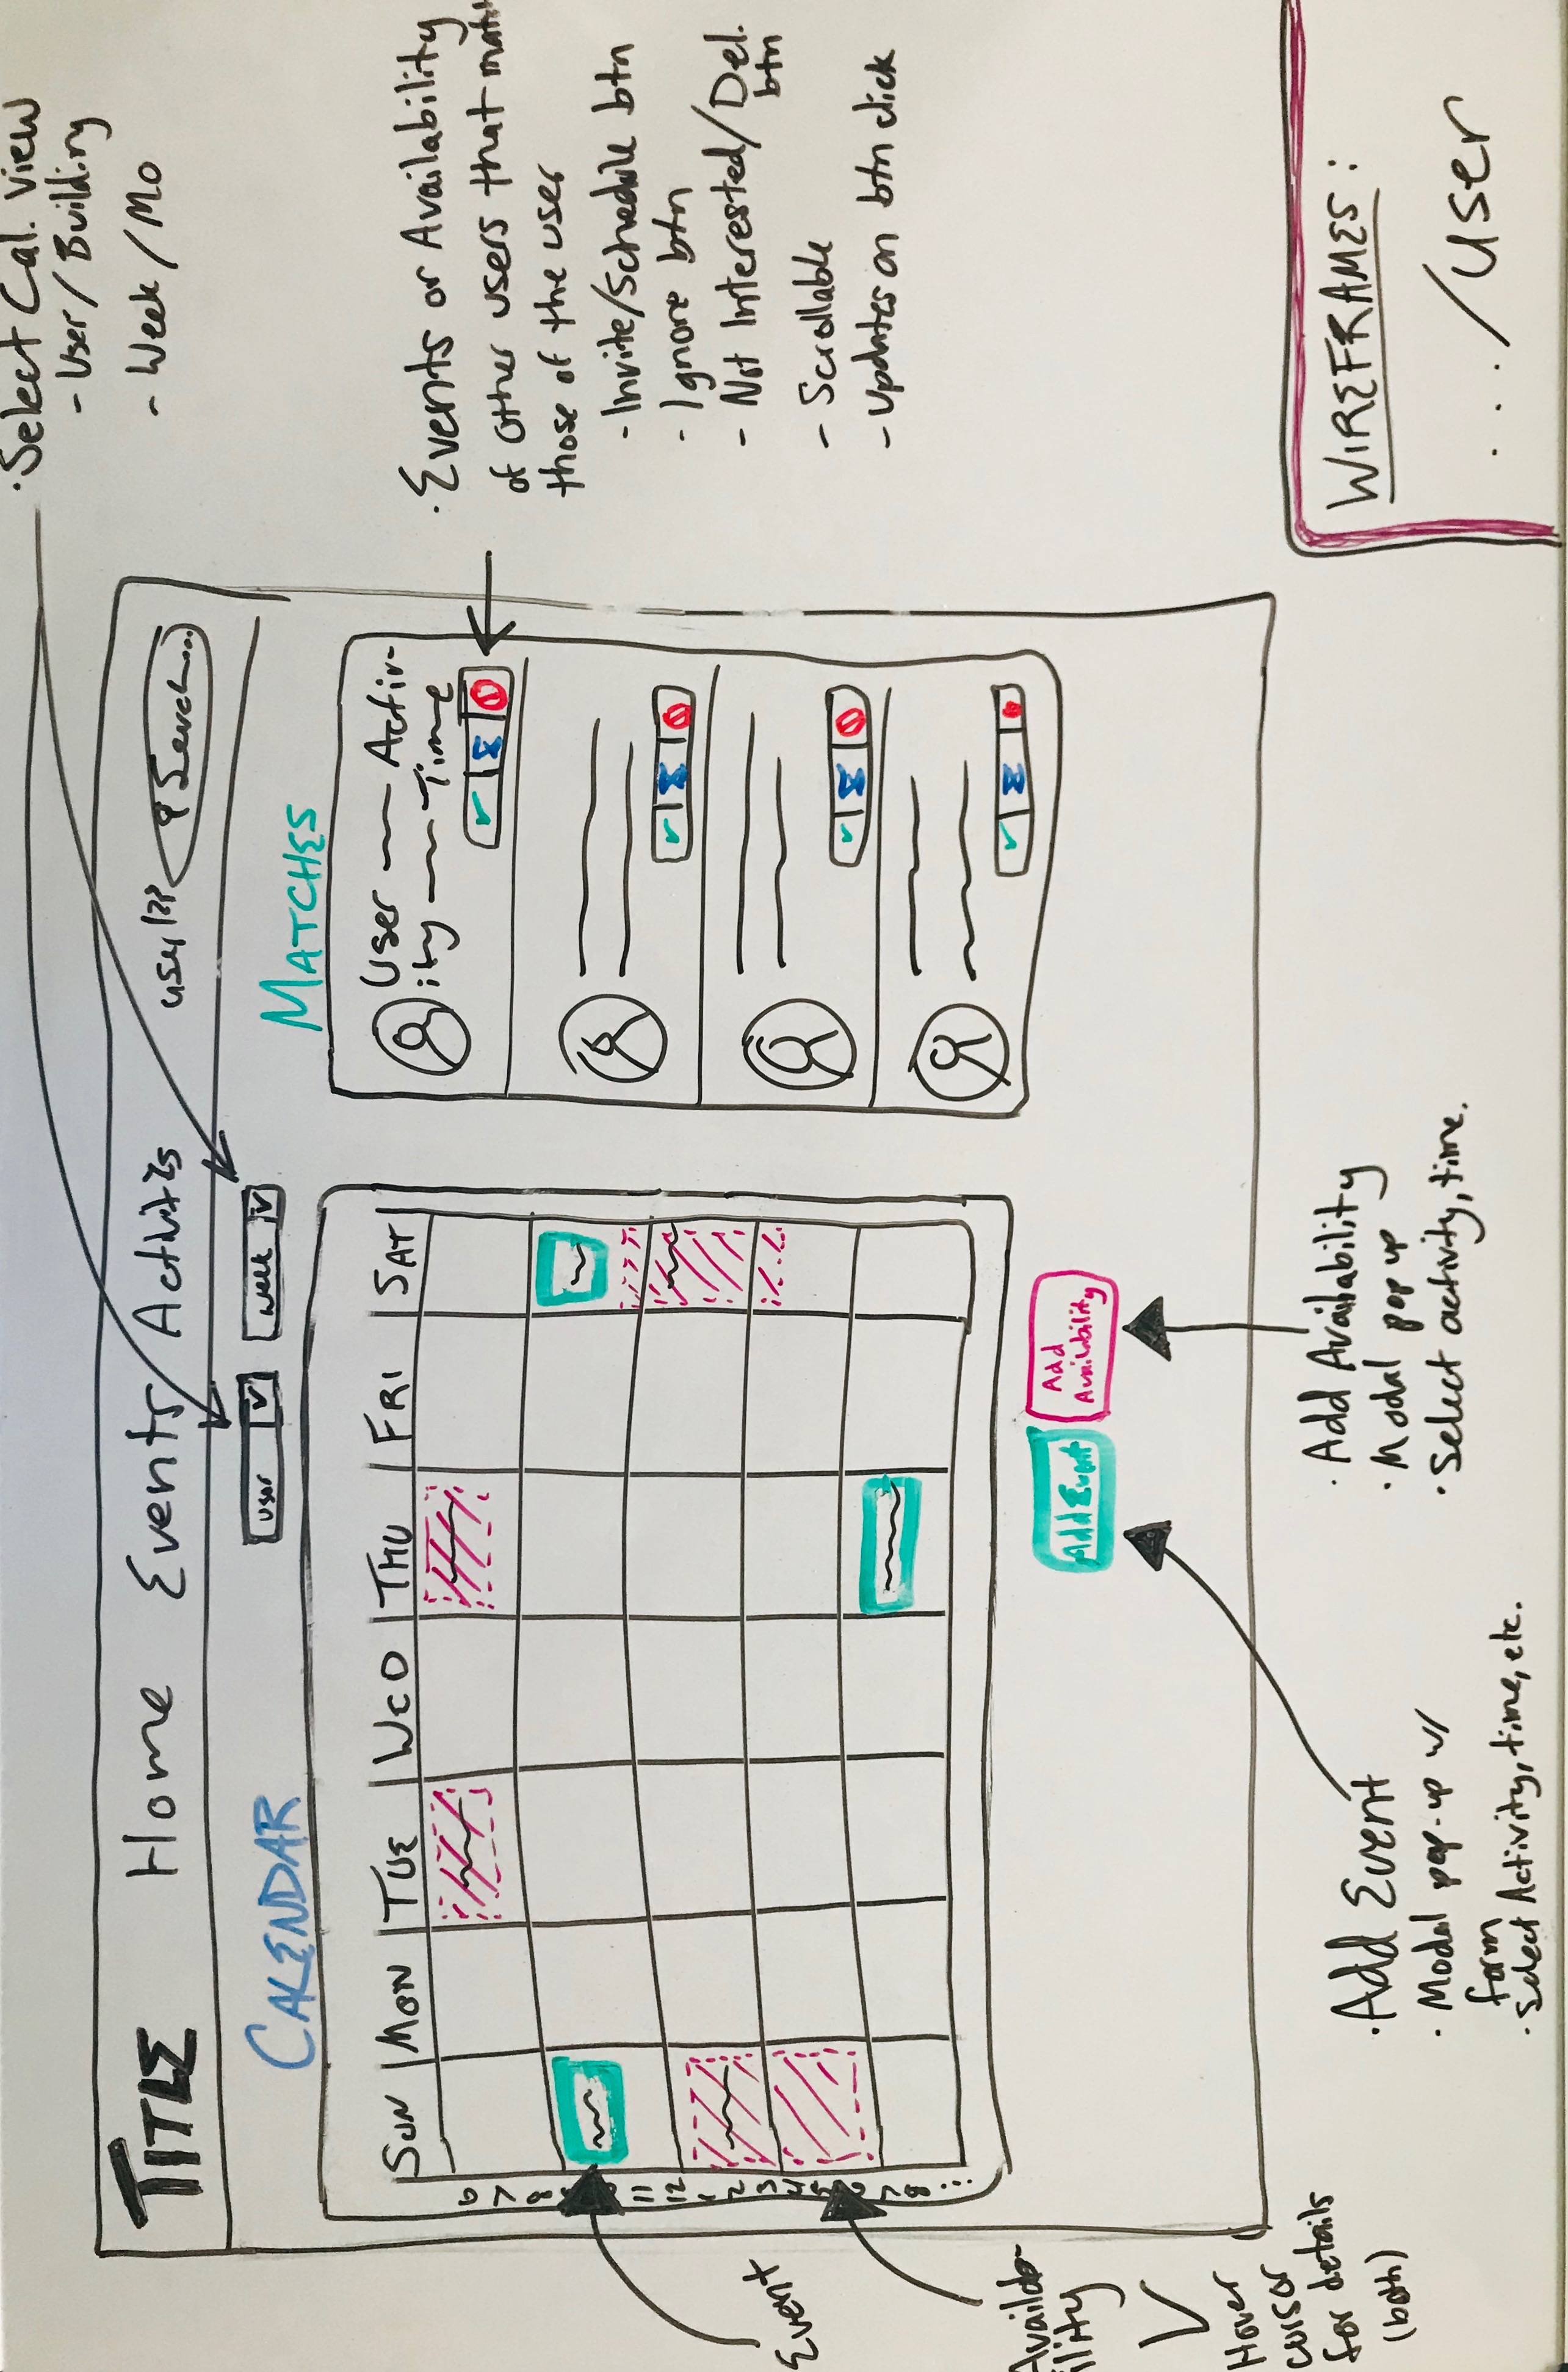 · Select Cal. View
- User / Building
- Week / Mo
TITLE Home Events Activities user Search...
CALENDAR
user
week
MATCHES
SUN MON TUE WED THU FRI SAT
6
7
8
11
12
1
2
3
4
5
6
7
8
...
User Activ-
ity Time
· Events or Availability
of other users that match
those of the user
- Invite/Schedule btn
- Ignore btn
- Not Interested/Del.
btn
- Scrollable
- Updates on btn click
Event
Availab-
ility
Hover
cursor
for details
(both)
Add Event
Add
Availability
· Add Event
· Modal pop-up w/
form
· Select Activity, time, etc.
· Add Availability
· Modal pop up
· Select activity, time.
WIREFRAMES:
.../user